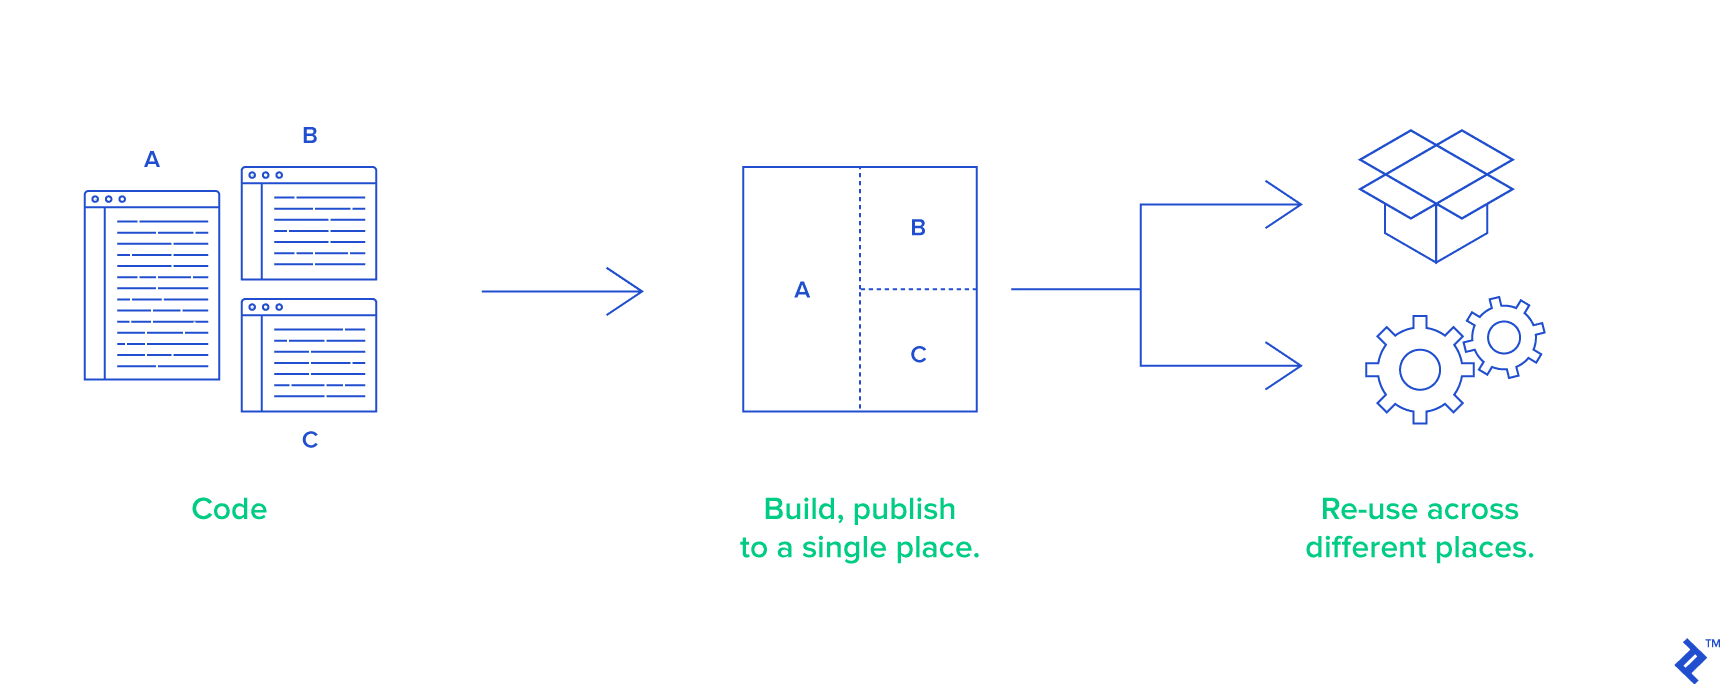 A
B
C
A
B
C
Code
Build, publish
to a single place.
Re-use across
different places.
TM